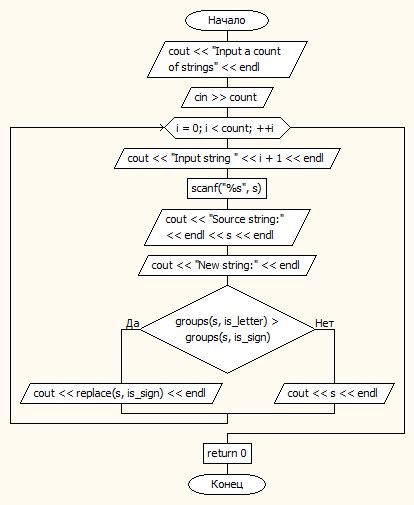 Начало
cout << "Input a count
of strings" << endl
cin >> count
i = 0; i < count; ++i
cout << "Input string " << i + 1 << endl
scanf("%s", s)
cout << "Source string:"
<< endl << s << endl
cout << "New string:" << endl
groups(s, is_letter) >
groups(s, is_sign)
Да
Нет
cout << replace(s, is_sign) << endl
cout << s << endl
return 0
Конец